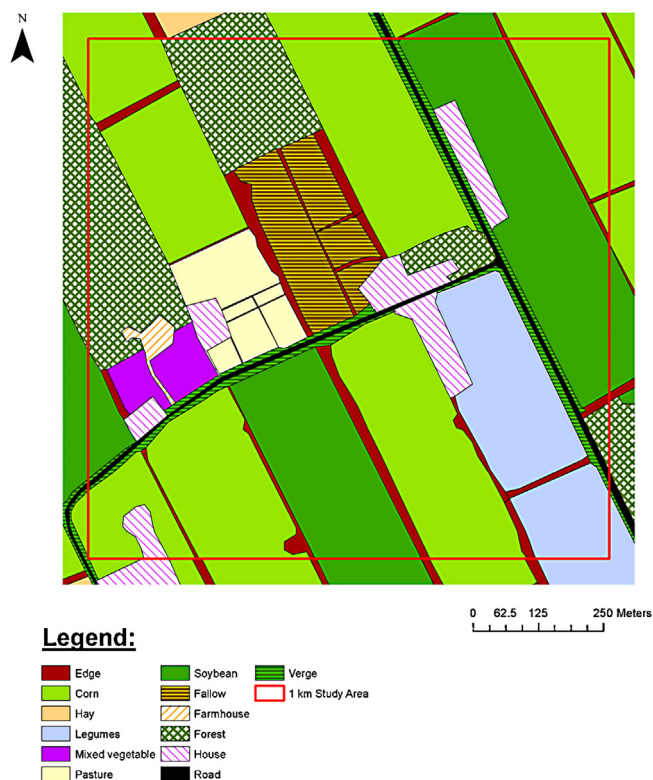 N
0 62.5 125 250 Meters
Legend:
Edge Soybean Verge
Corn Fallow 1 km Study Area
Hay Farmhouse
Legumes Forest
Mixed vegetable House
Pasture Road